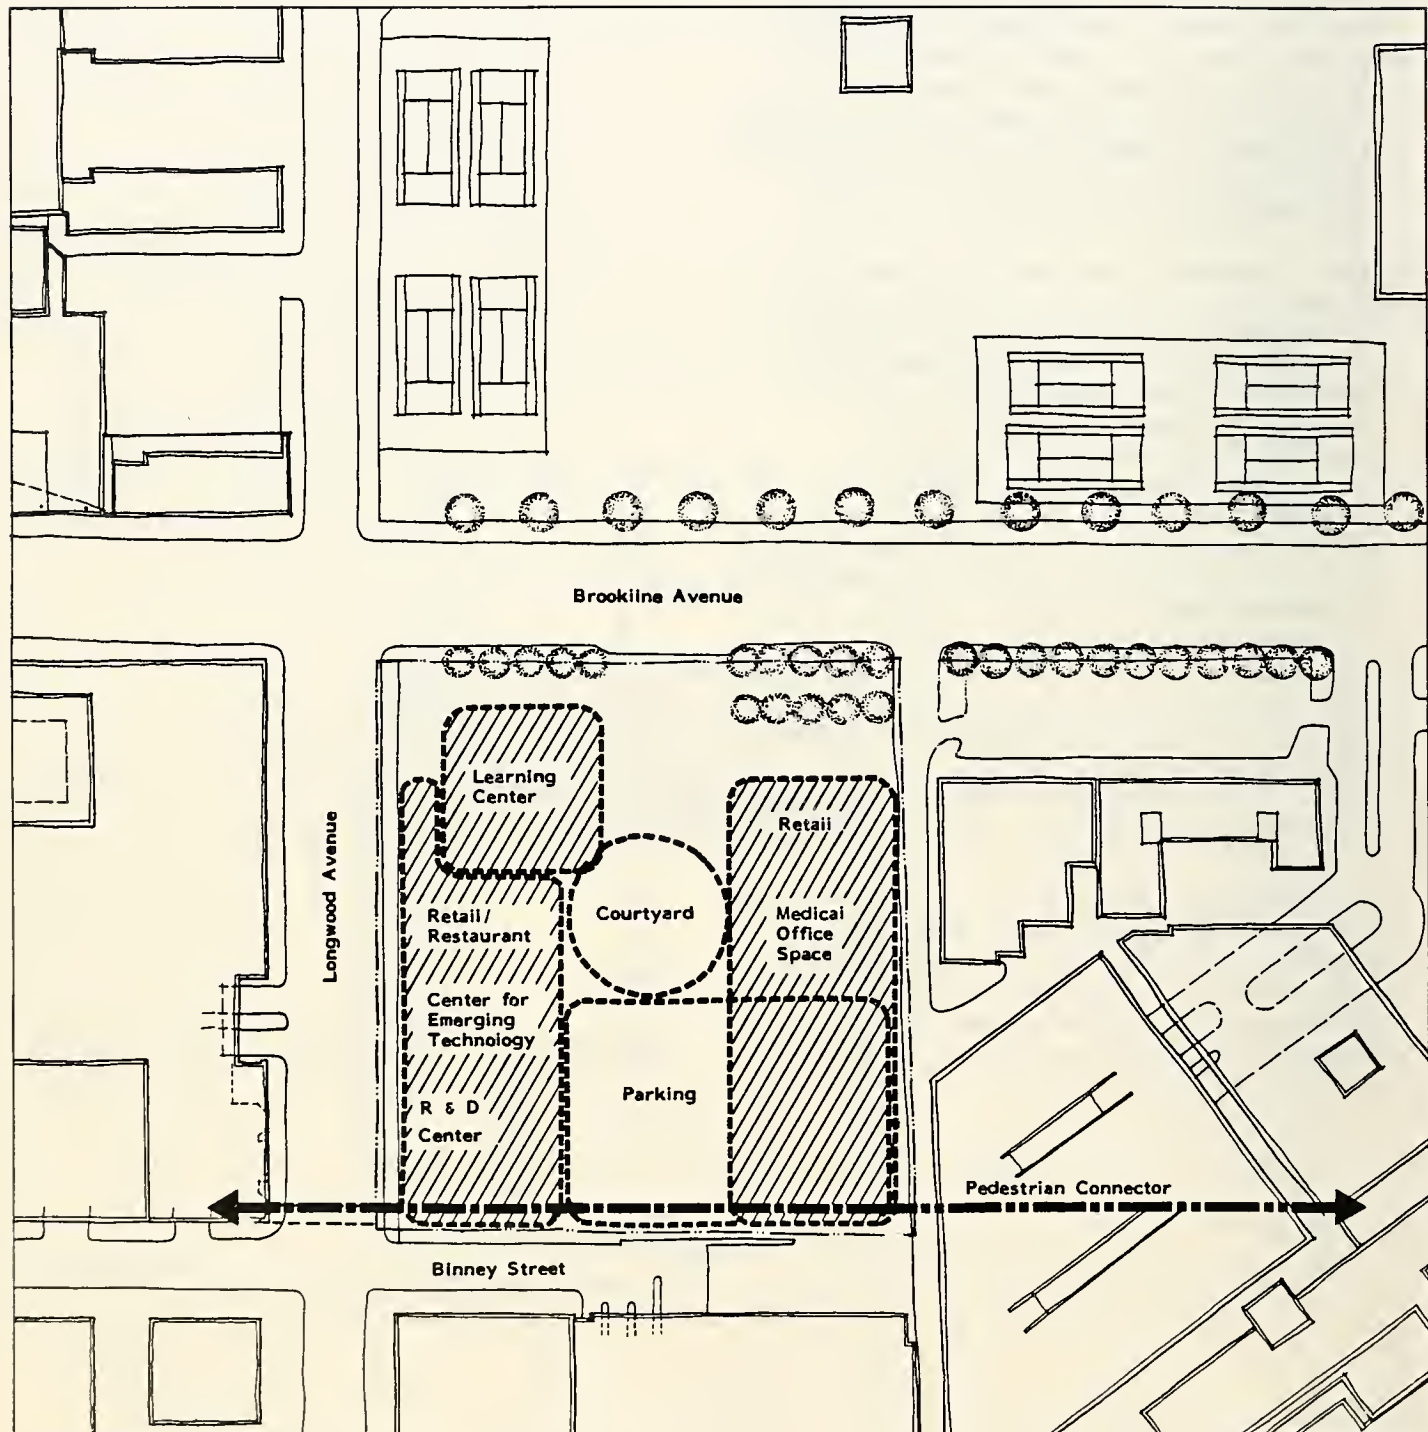 Brookline Avenue
Longwood Avenue
Learning
Center
Retail
Retail/
Restaurant
Courtyard
Medical
Office
Space
Center for
Emerging
Technology
Parking
R & D
Center
Pedestrian Connector
Binney Street